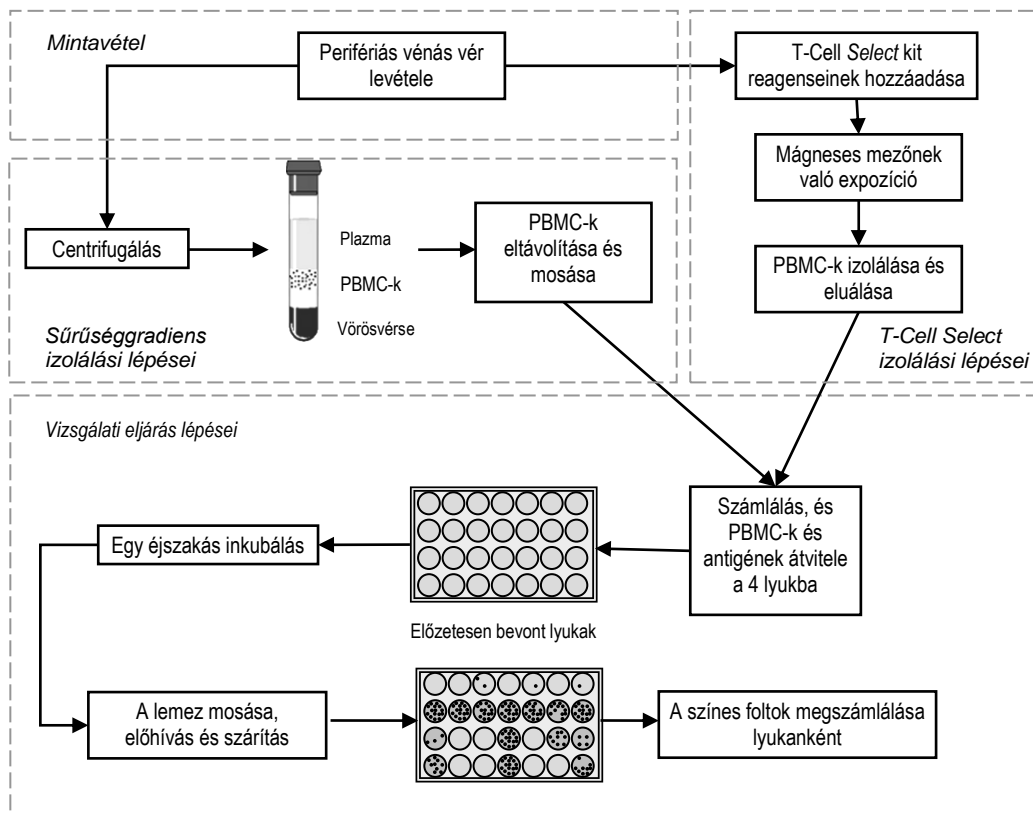 Mintavétel
Perifériás vénás vér
levétele
T-Cell Select kit
reagenseinek hozzáadása
Mágneses mezőnek
való expozíció
PBMC-k izolálása és
eluálása
T-Cell Select
izolálási lépései
Centrifugálás
Plazma
PBMC-k
Vörösvérse
PBMC-k
eltávolítása és
mosása
Sűrűséggradiens
izolálási lépései
Vizsgálati eljárás lépései
Számlálás, és
PBMC-k és
antigének átvitele
a 4 lyukba
Előzetesen bevont lyukak
Egy éjszakás inkubálás
A lemez mosása,
előhívás és szárítás
A színes foltok megszámlálása
lyukanként